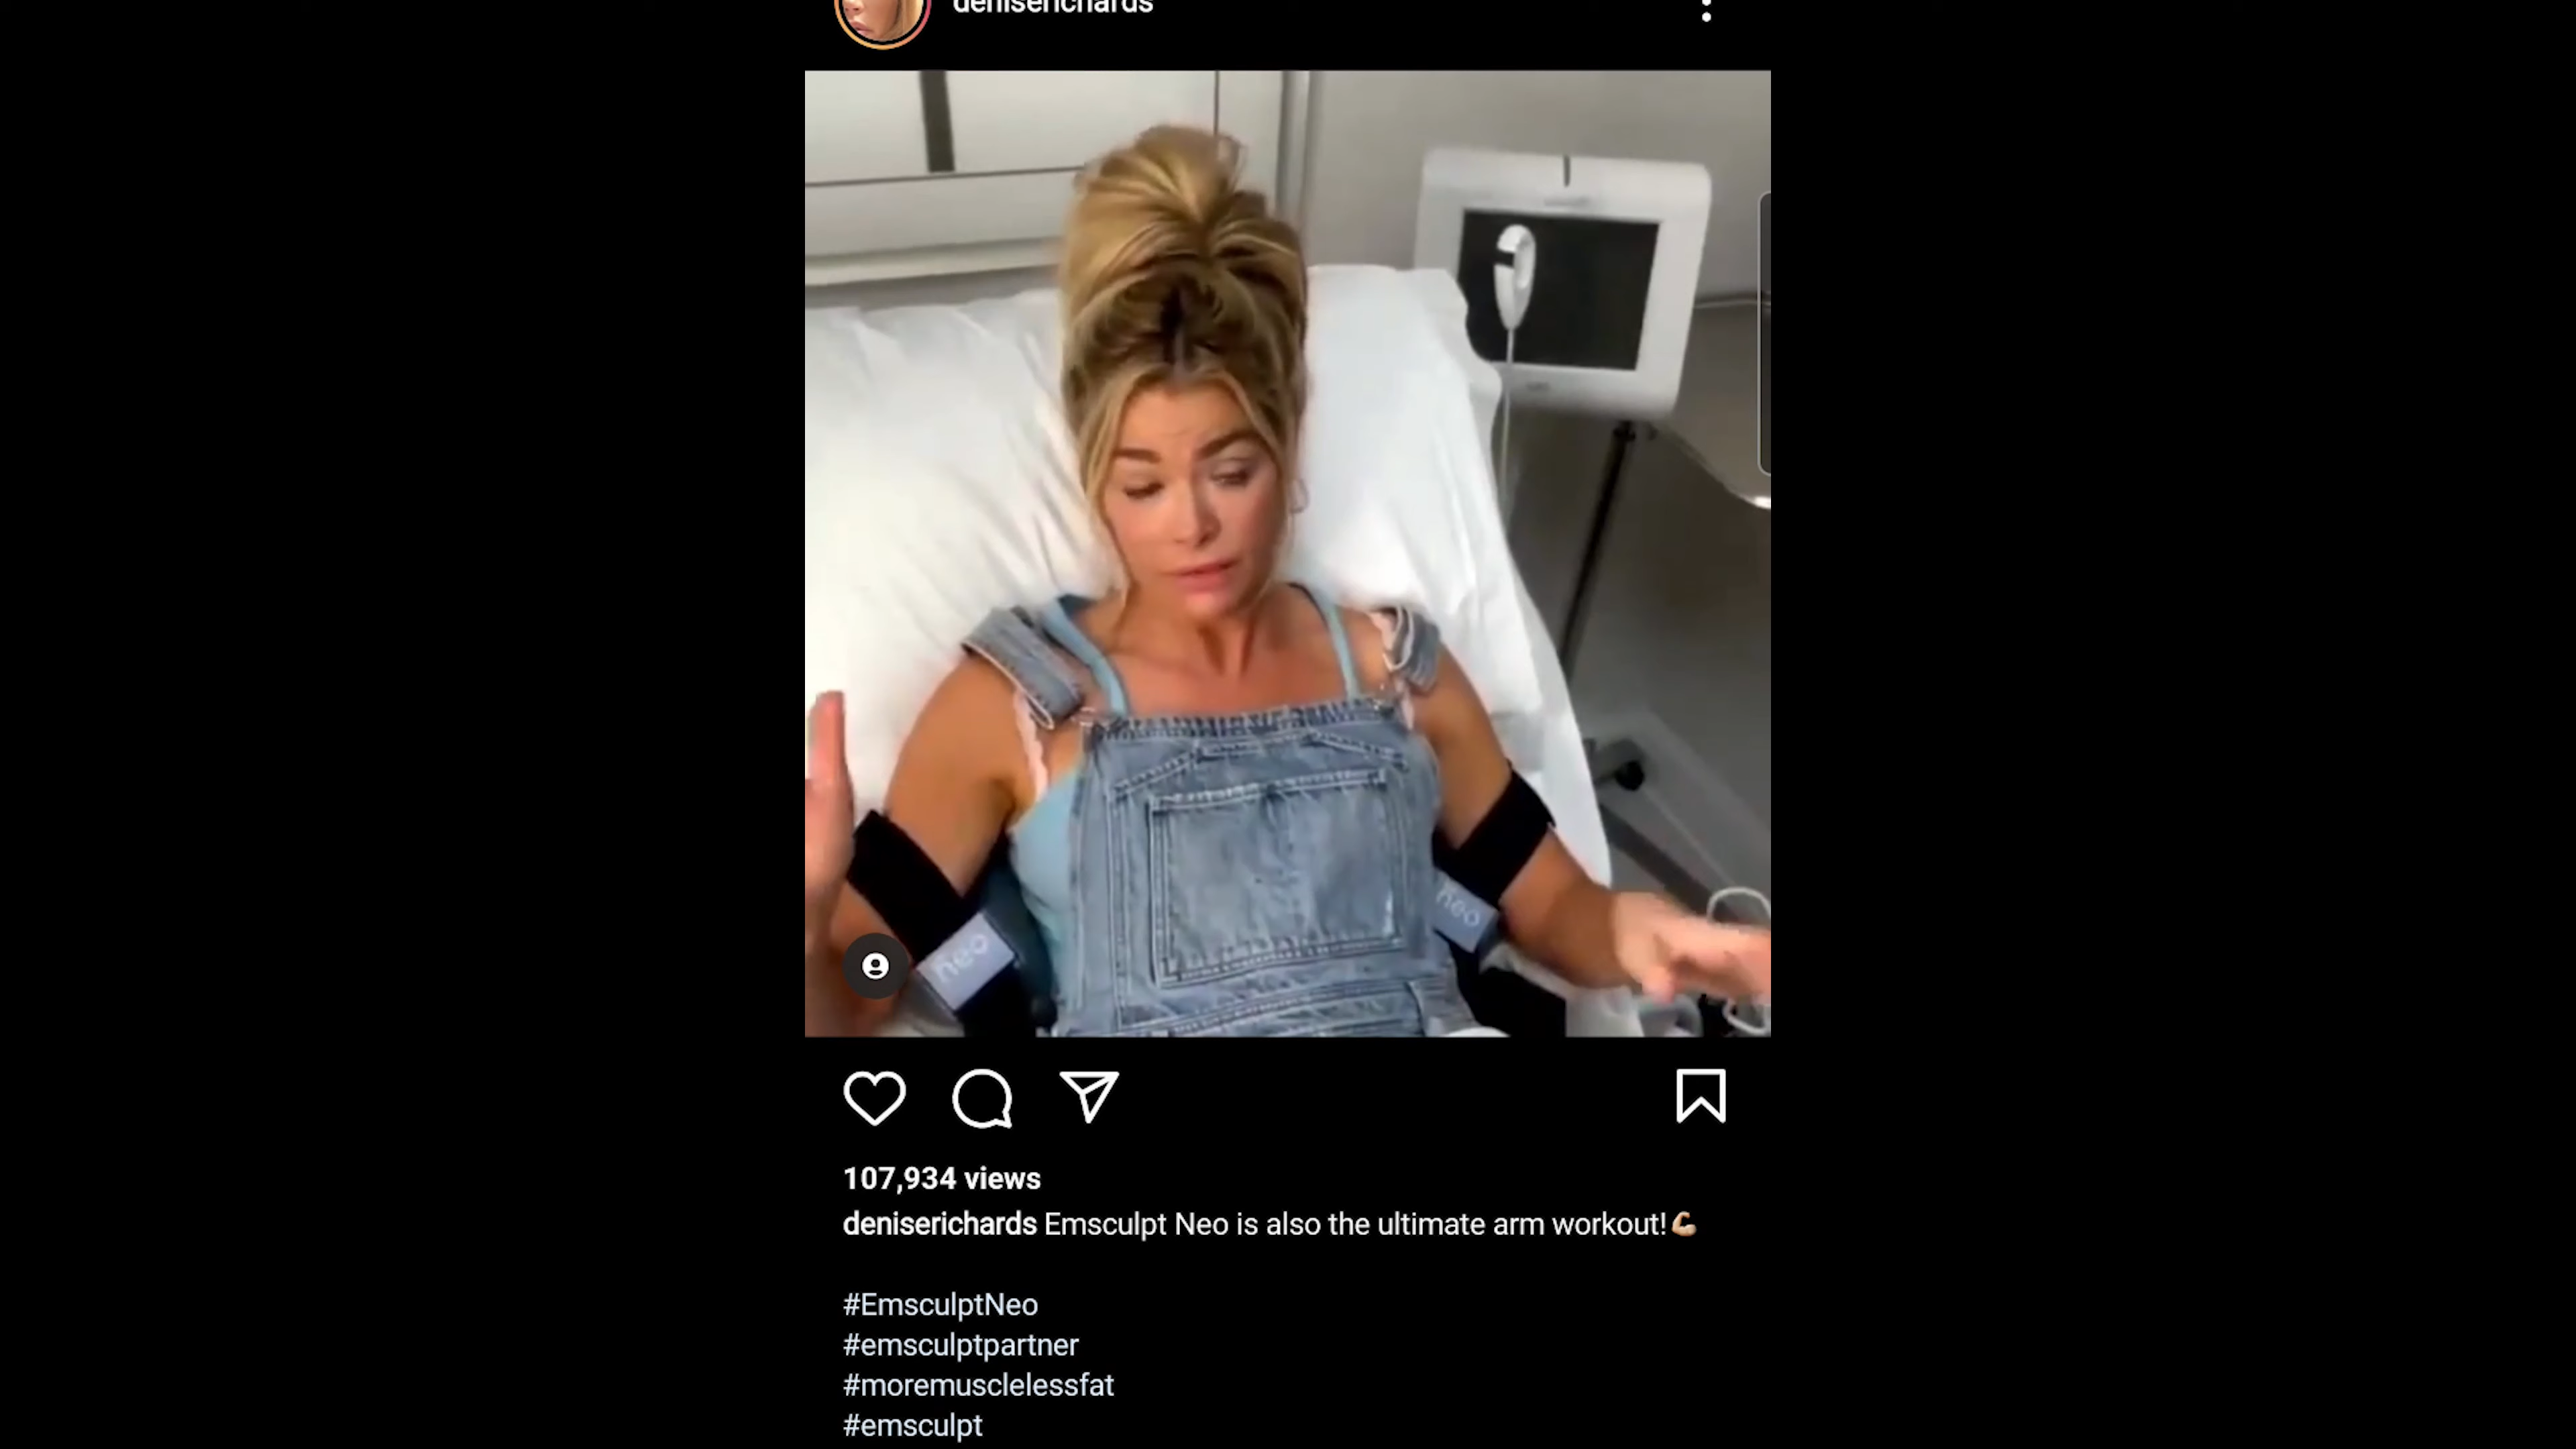 deniserichards
neo
neo
107,934 views
deniserichards Emsculpt Neo is also the ultimate arm workout!💪🏼
#EmsculptNeo
#emsculptpartner
#moremusclelessfat
#emsculpt